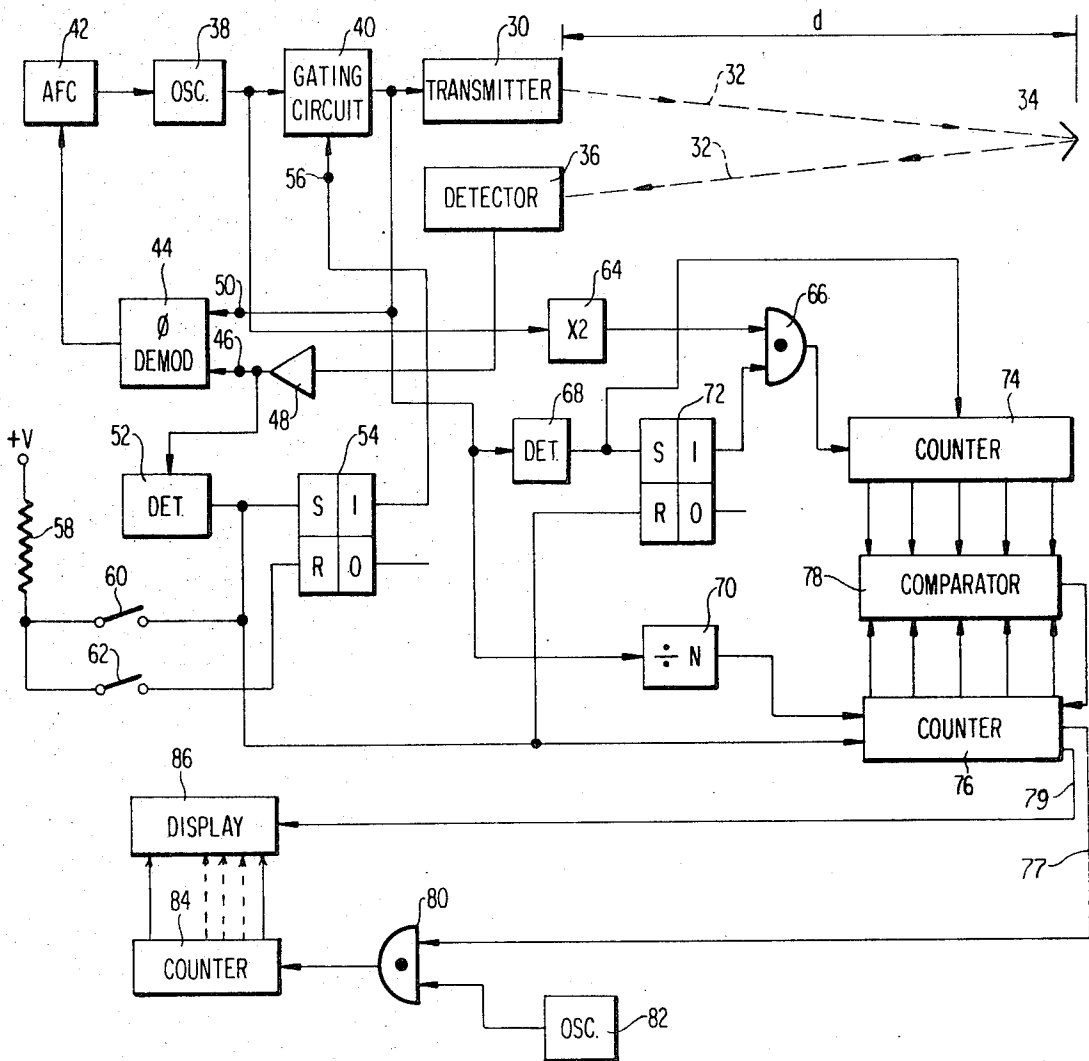 42
38
40
30
d
AFC
OSC.
GATING
CIRCUIT
TRANSMITTER
32
34
56
32
36
DETECTOR
44
50
Ø
DEMOD
46
48
64
X2
66
+V
52
DET.
54
S I
R O
68
DET.
72
S I
R O
74
COUNTER
58
60
62
78
COMPARATOR
70
÷ N
COUNTER
76
79
77
86
DISPLAY
84
COUNTER
80
OSC.
82